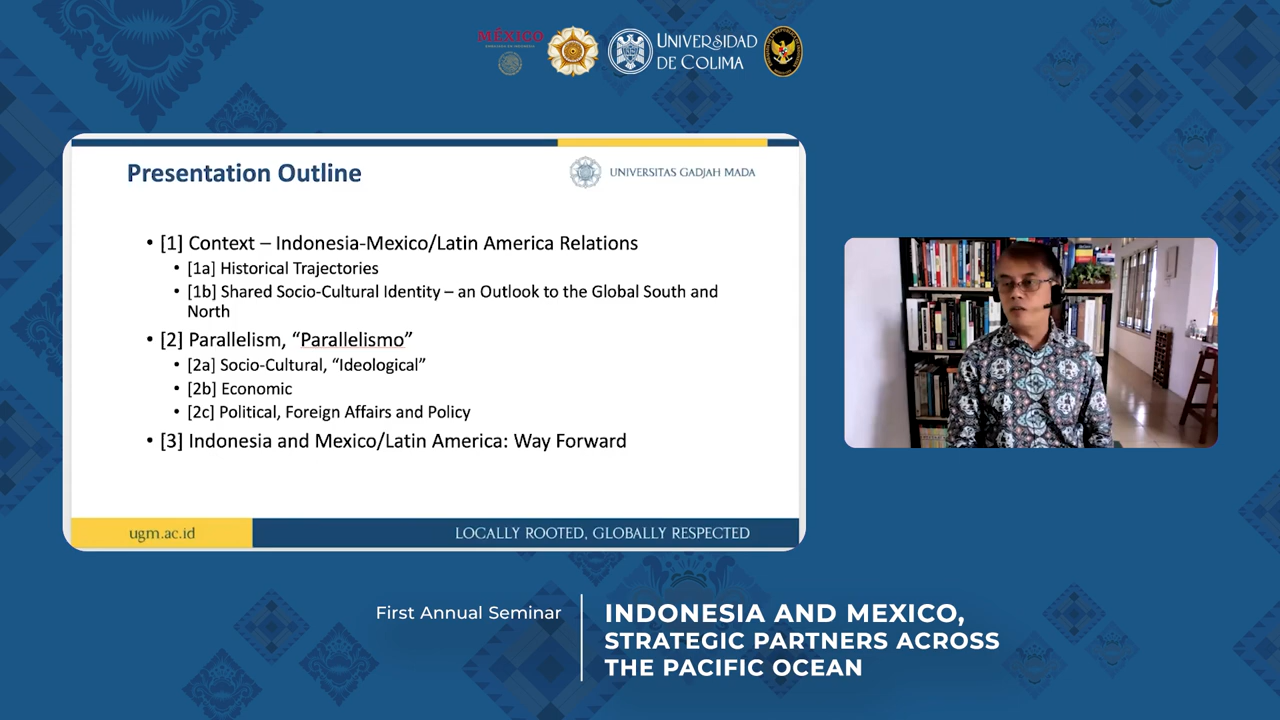 MÉXICO
UNIVERSIDAD
DE COLIMA
Presentation Outline
UNIVERSITAS GADJAH MADA
• [1] Context – Indonesia-Mexico/Latin America Relations
• [1a] Historical Trajectories
• [1b] Shared Socio-Cultural Identity – an Outlook to the Global South and
North
• [2] Parallelism, “Parallelismo”
• [2a] Socio-Cultural, “Ideological”
• [2b] Economic
• [2c] Political, Foreign Affairs and Policy
• [3] Indonesia and Mexico/Latin America: Way Forward
ugm.ac.id
LOCALLY ROOTED, GLOBALLY RESPECTED
First Annual Seminar
INDONESIA AND MEXICO,
STRATEGIC PARTNERS ACROSS
THE PACIFIC OCEAN